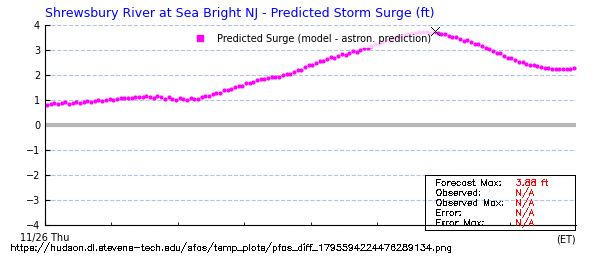 Shrewsbury River at Sea Bright NJ - Predicted Storm Surge (ft)
4
Predicted Surge (model - astron. prediction)
3
2
1
0
−1
−2
−3
−4
Forecast Max: 3.88 ft
Observed: N/A
Observed Max: N/A
Error: N/A
Error Max: N/A
11/26 Thu
(ET)
https://hudson.dl.stevens-tech.edu/sfas/temp_plots/pfas_diff_1795594224476289134.png